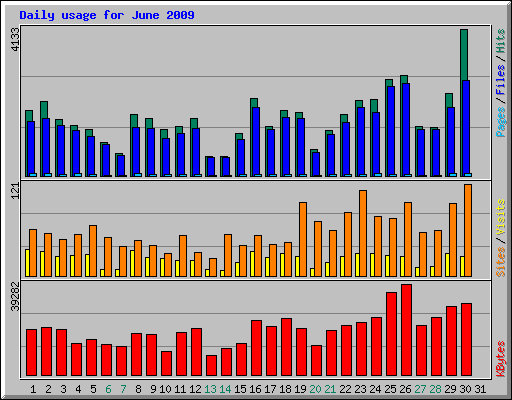 Daily usage for June 2009
4133
Pages / Files / Hits
121
Sites / Visits
39282
KBytes
1 2 3 4 5 6 7 8 9 10 11 12 13 14 15 16 17 18 19 20 21 22 23 24 25 26 27 28 29 30 31